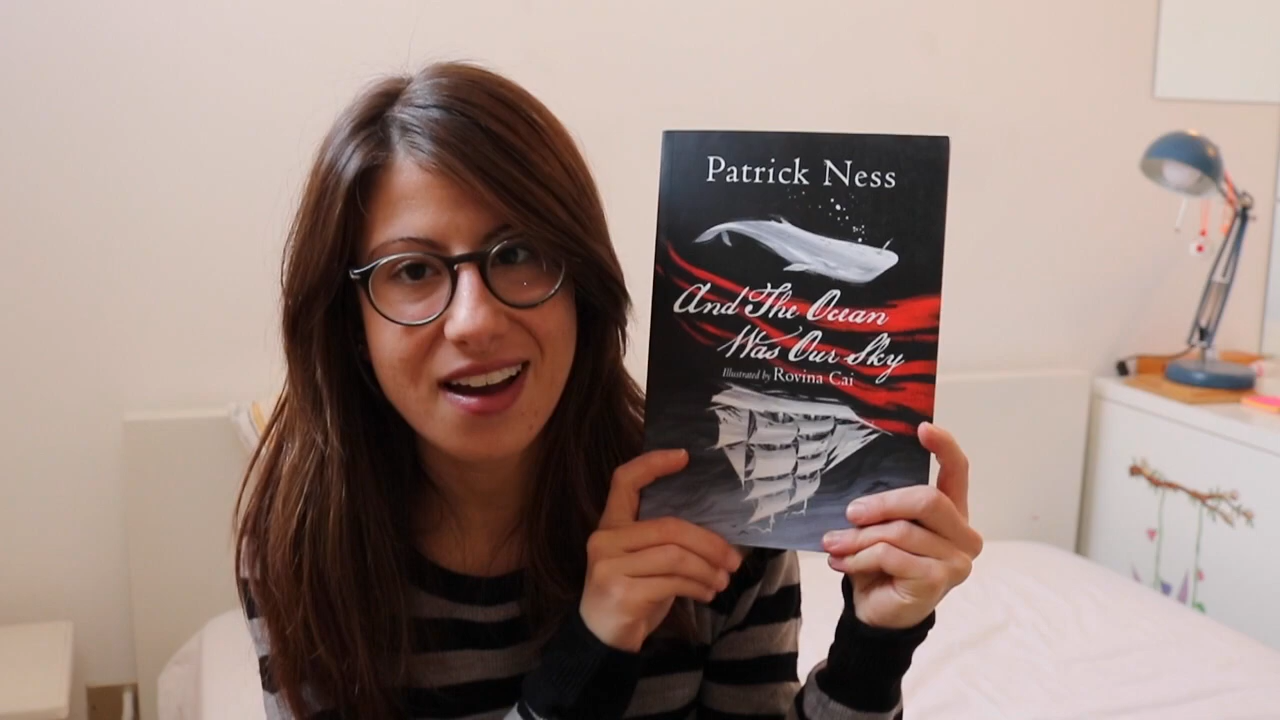 Patrick Ness
And The Ocean
Was Our Sky
Illustrated by Rovina Cai